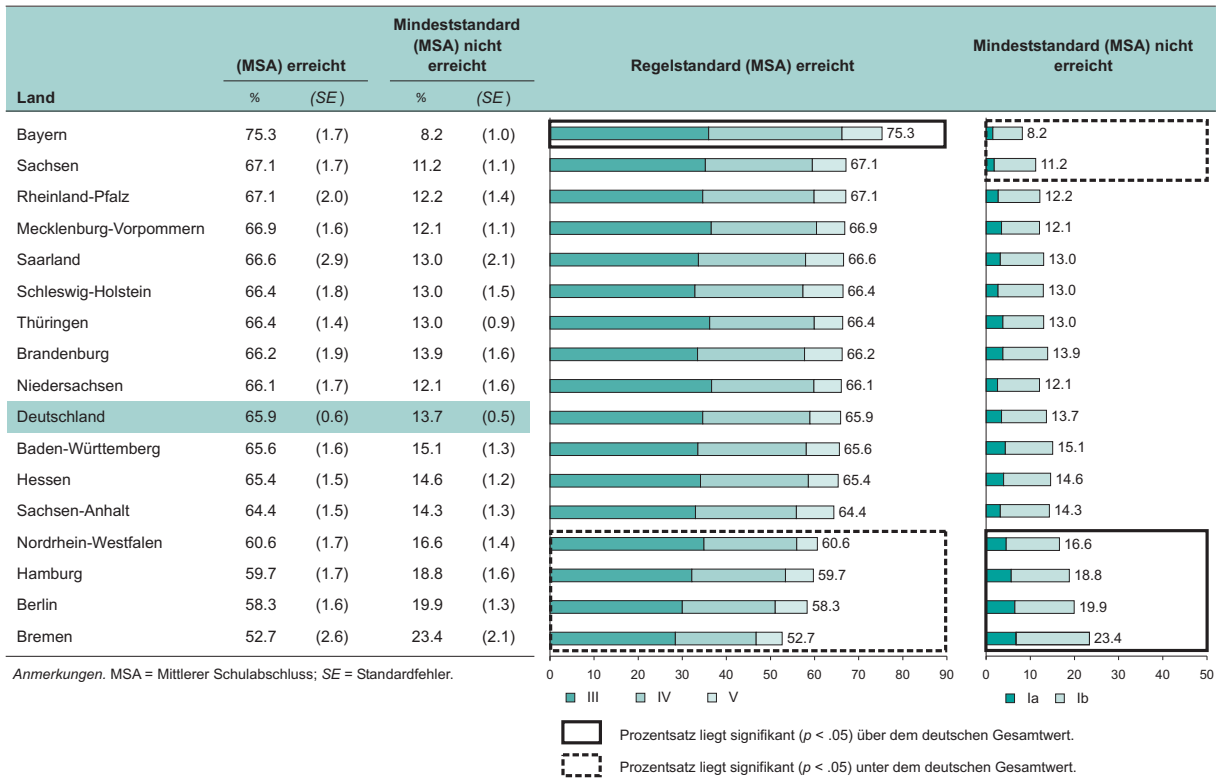 Land
(MSA) erreicht
Mindeststandard
(MSA) nicht
erreicht
Regelstandard (MSA) erreicht
Mindeststandard (MSA) nicht
erreicht
% (SE) % (SE)
Bayern 75.3 (1.7) 8.2 (1.0) 75.3 8.2
Sachsen 67.1 (1.7) 11.2 (1.1) 67.1 11.2
Rheinland-Pfalz 67.1 (2.0) 12.2 (1.4) 67.1 12.2
Mecklenburg-Vorpommern 66.9 (1.6) 12.1 (1.1) 66.9 12.1
Saarland 66.6 (2.9) 13.0 (2.1) 66.6 13.0
Schleswig-Holstein 66.4 (1.8) 13.0 (1.5) 66.4 13.0
Thüringen 66.4 (1.4) 13.0 (0.9) 66.4 13.0
Brandenburg 66.2 (1.9) 13.9 (1.6) 66.2 13.9
Niedersachsen 66.1 (1.7) 12.1 (1.6) 66.1 12.1
Deutschland 65.9 (0.6) 13.7 (0.5) 65.9 13.7
Baden-Württemberg 65.6 (1.6) 15.1 (1.3) 65.6 15.1
Hessen 65.4 (1.5) 14.6 (1.2) 65.4 14.6
Sachsen-Anhalt 64.4 (1.5) 14.3 (1.3) 64.4 14.3
Nordrhein-Westfalen 60.6 (1.7) 16.6 (1.4) 60.6 16.6
Hamburg 59.7 (1.7) 18.8 (1.6) 59.7 18.8
Berlin 58.3 (1.6) 19.9 (1.3) 58.3 19.9
Bremen 52.7 (2.6) 23.4 (2.1) 52.7 23.4
0 10 20 30 40 50 60 70 80 90
0 10 20 30 40 50
Anmerkungen. MSA = Mittlerer Schulabschluss; SE = Standardfehler.
III IV V
Ia Ib
Prozentsatz liegt signifikant (p < .05) über dem deutschen Gesamtwert.
Prozentsatz liegt signifikant (p < .05) unter dem deutschen Gesamtwert.